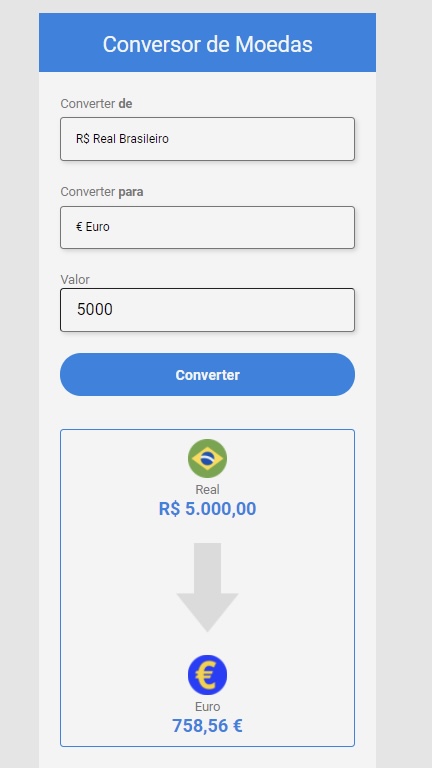 Conversor de Moedas
Converter de
R$ Real Brasileiro
Converter para
€ Euro
Valor
5000
Converter
Real
R$ 5.000,00
€
Euro
758,56 €